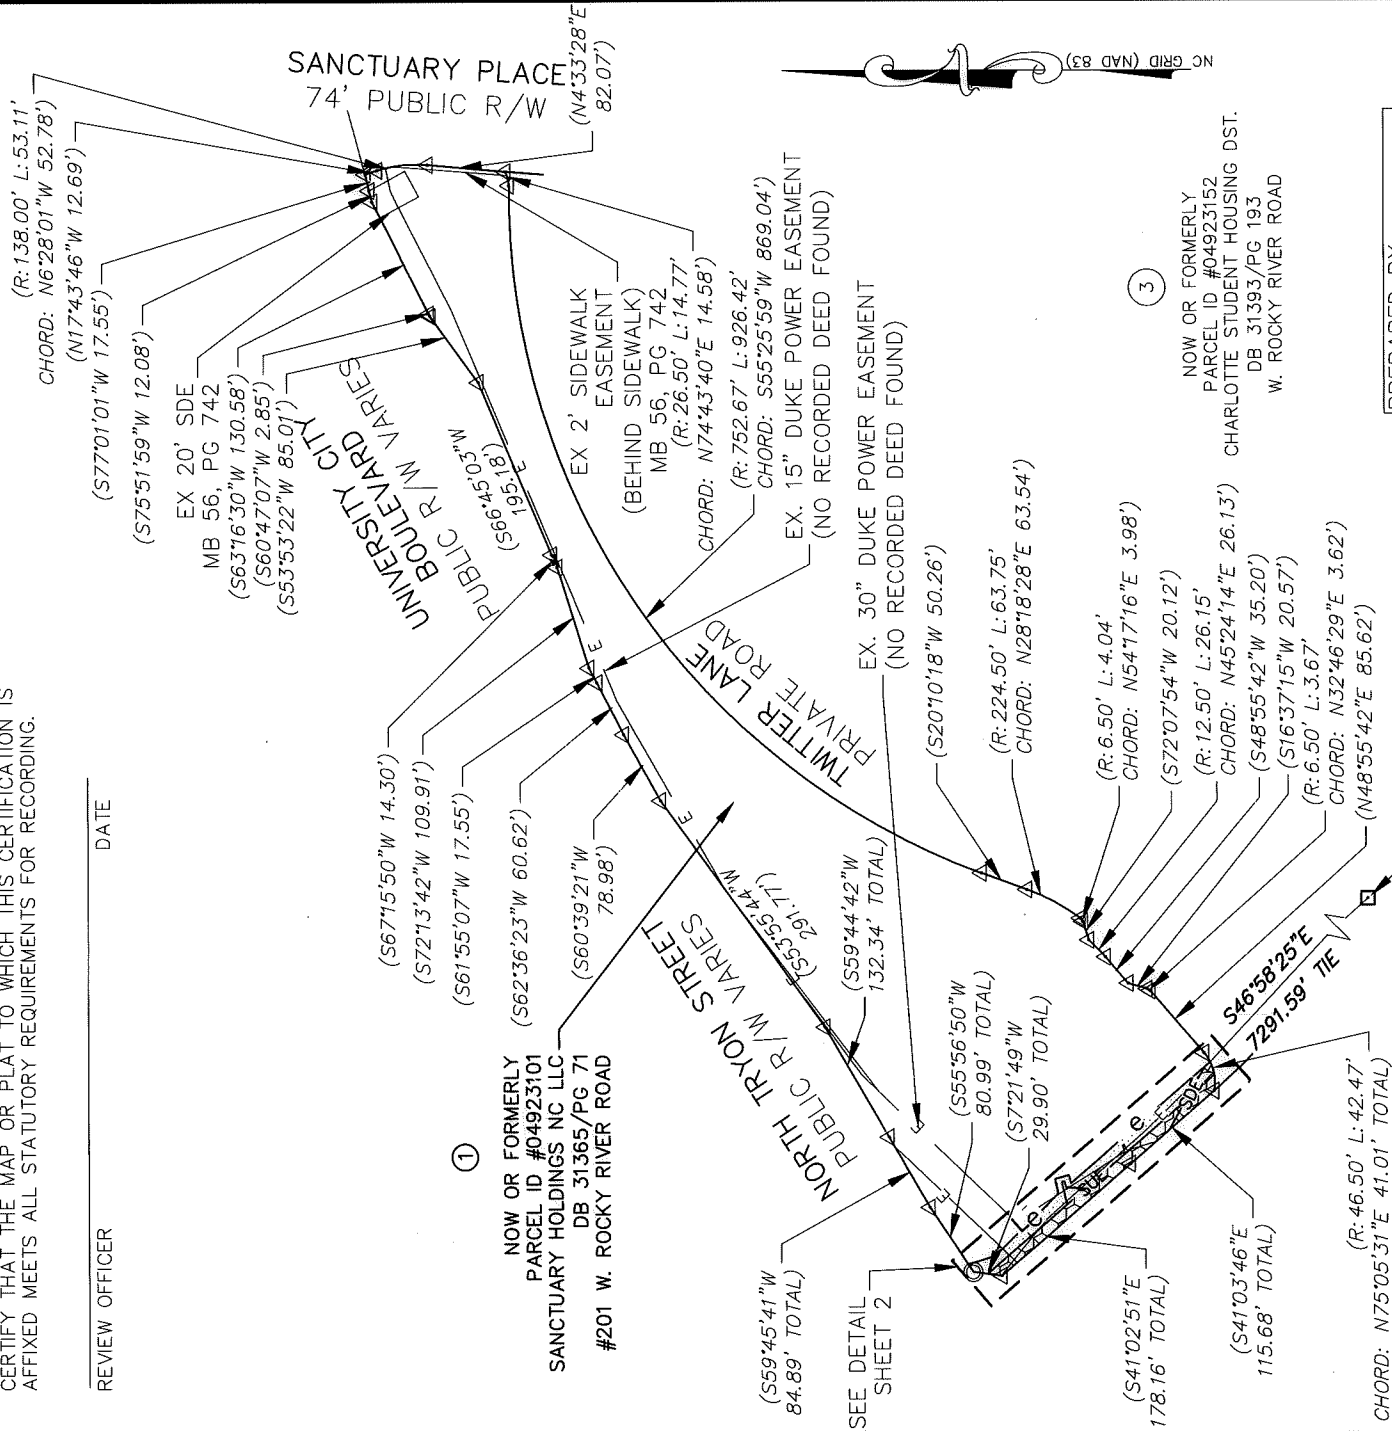 CERTIFY THAT THE MAP OR PLAT TO WHICH THIS CERTIFICATION IS
AFFIXED MEETS ALL STATUTORY REQUIREMENTS FOR RECORDING.
REVIEW OFFICER
DATE
(R:138.00' L:53.11'
CHORD: N6°28'01"W 52.78')
(N17°43'46"W 12.69')
(S77°01'01"W 17.55')
(S75°51'59"W 12.08')
EX 20' SDE
MB 56, PG 742
(S63°16'30"W 130.58')
(S60°47'07"W 2.85')
(S53°53'22"W 85.01')
SANCTUARY PLACE
74' PUBLIC R/W
(N4°33'28"E
82.07')
NC GRID (NAD 83)
UNIVERSITY CITY
BOULEVARD
PUBLIC R/W VARIES
(S66°45'03"W
195.18')
E
EX 2' SIDEWALK
EASEMENT
(BEHIND SIDEWALK)
MB 56, PG 742
(R:26.50' L:14.77'
CHORD: N74°43'40"E 14.58')
(R:752.67' L:926.42'
CHORD: S55°25'59"W 869.04')
EX. 15" DUKE POWER EASEMENT
(NO RECORDED DEED FOUND)
EX. 30" DUKE POWER EASEMENT
(NO RECORDED DEED FOUND)
3
NOW OR FORMERLY
PARCEL ID #04923152
CHARLOTTE STUDENT HOUSING DST.
DB 31393/PG 193
W. ROCKY RIVER ROAD
PREPARED BY
TWITTER LANE
PRIVATE ROAD
(S67°15'50"W 14.30')
(S72°13'42"W 109.91')
(S61°55'07"W 17.55')
(S62°36'23"W 60.62')
(S60°39'21"W
78.98')
E
E
1
NOW OR FORMERLY
PARCEL ID #04923101
SANCTUARY HOLDINGS NC LLC
DB 31365/PG 71
#201 W. ROCKY RIVER ROAD
NORTH TRYON STREET
PUBLIC R/W VARIES
(S53°55'44"W
291.77')
E
(S59°44'42"W
132.34' TOTAL)
(S20°10'18"W 50.26')
(R:224.50' L:63.75'
CHORD: N28°18'28"E 63.54')
(R:6.50' L:4.04'
CHORD: N54°17'16"E 3.98')
(S72°07'54"W 20.12')
(R:12.50' L:26.15'
CHORD: N45°24'14"E 26.13')
(S48°55'42"W 35.20')
(S16°37'15"W 20.57')
(R:6.50' L:3.67'
CHORD: N32°46'29"E 3.62')
(N48°55'42"E 85.62')
(S55°56'50"W
80.99' TOTAL)
(S7°21'49"W
29.90' TOTAL)
E
E
(S59°45'41"W
84.89' TOTAL)
SEE DETAIL
SHEET 2
e
SUE
e
SDE
S46°58'25"E
7291.59' TIE
(S41°02'51"E
178.16' TOTAL)
(S41°03'46"E
115.68' TOTAL)
(R:46.50' L:42.47'
CHORD: N75°05'31"E 41.01' TOTAL)